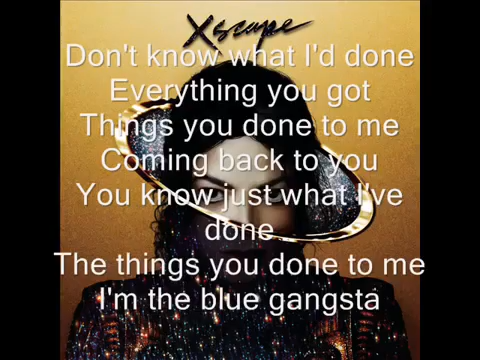 Xscape
Don't know what I'd done
Everything you got
Things you done to me
Coming back to you
You know just what I've
done
The things you done to me
I'm the blue gangsta